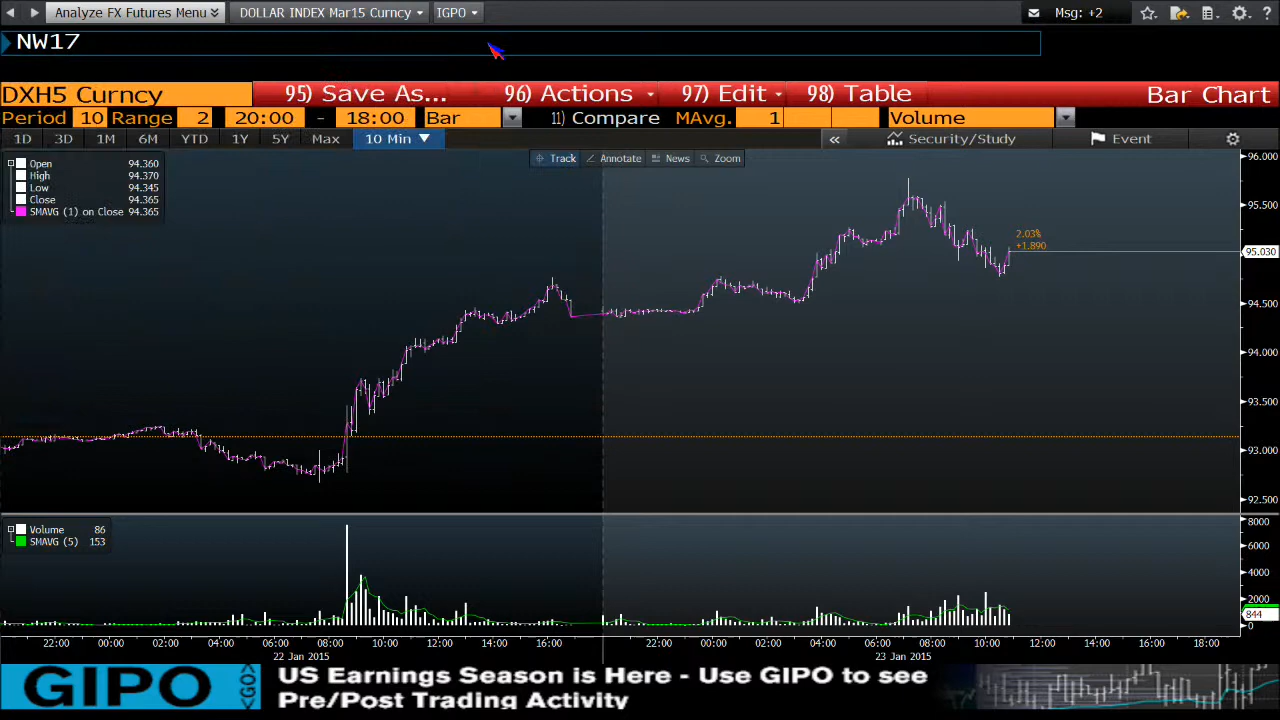 Analyze FX Futures Menu DOLLAR INDEX Mar15 Curncy IGPO Msg: +2 ?
NW17
DXH5 Curncy 95) Save As... 96) Actions 97) Edit 98) Table Bar Chart
Period 10 Range 2 20:00 - 18:00 Bar 11) Compare MAvg. 1 Volume
1D 3D 1M 6M YTD 1Y 5Y Max 10 Min « Security/Study Event
Track Annotate News Zoom
Open 94.360
High 94.370
Low 94.345
Close 94.365
SMAVG (1) on Close 94.365
96.000
95.500
2.03%
+1.890
95.030
94.500
94.000
93.500
93.000
92.500
Volume 86
SMAVG (5) 153
8000
6000
4000
2000
844
0
22:00 00:00 02:00 04:00 06:00 08:00 10:00 12:00 14:00 16:00 22:00 00:00 02:00 04:00 06:00 08:00 10:00 12:00 14:00 16:00 18:00
22 Jan 2015 23 Jan 2015
GIPO <GO> US Earnings Season is Here - Use GIPO to see
Pre/Post Trading Activity